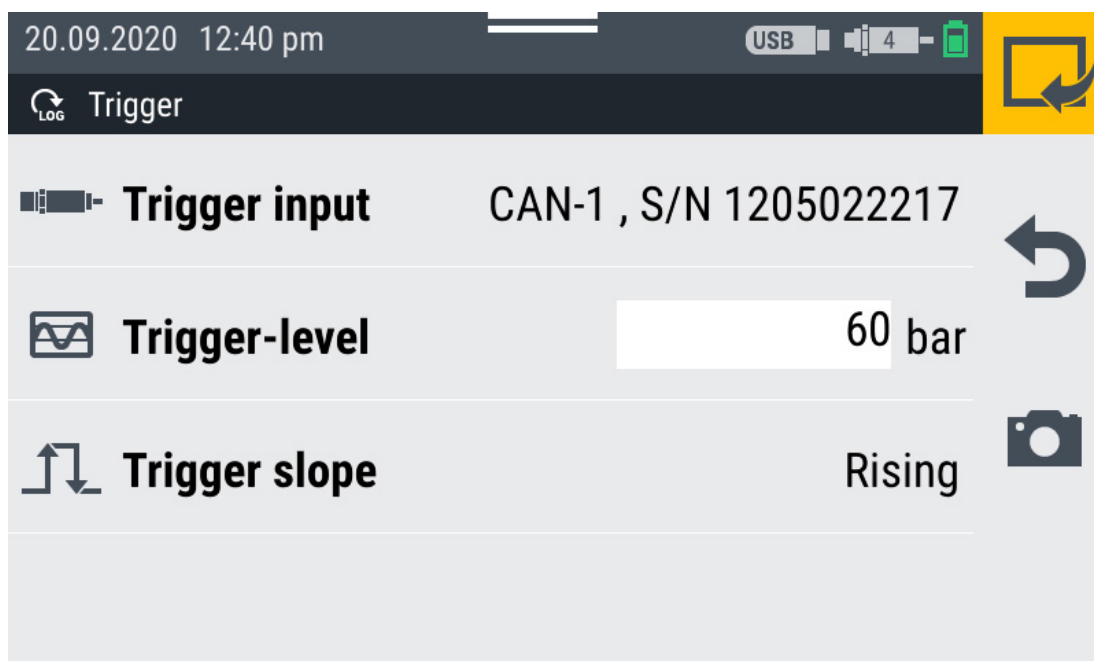 20.09.2020 12:40 pm USB 4
LOG Trigger
Trigger input CAN-1 , S/N 1205022217
Trigger-level 60 bar
Trigger slope Rising